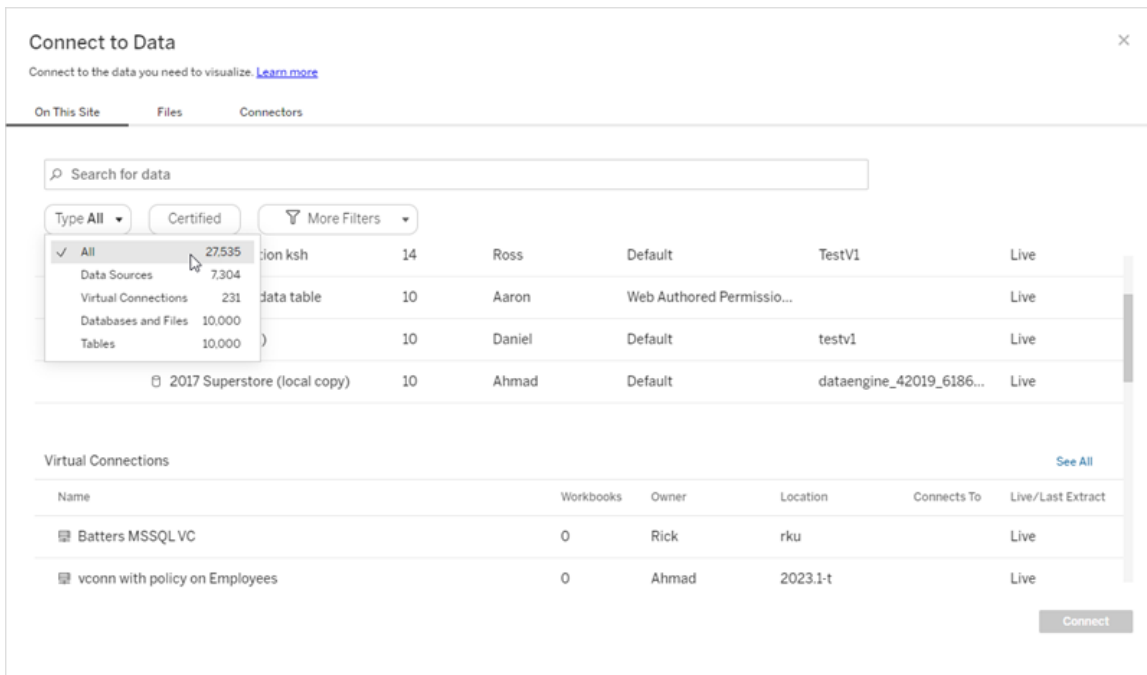 Connect to Data
Connect to the data you need to visualize. Learn more
On This Site Files Connectors
Search for data
Type All Certified More Filters
All 27,535
Data Sources 7,304
Virtual Connections 231
Databases and Files 10,000
Tables 10,000
ion ksh 14 Ross Default TestV1 Live
data table 10 Aaron Web Authored Permissio... Live
) 10 Daniel Default testv1 Live
2017 Superstore (local copy) 10 Ahmad Default dataengine_42019_6186... Live
Virtual Connections See All
Name Workbooks Owner Location Connects To Live/Last Extract
Batters MSSQL VC 0 Rick rku Live
vconn with policy on Employees 0 Ahmad 2023.1-t Live
Connect